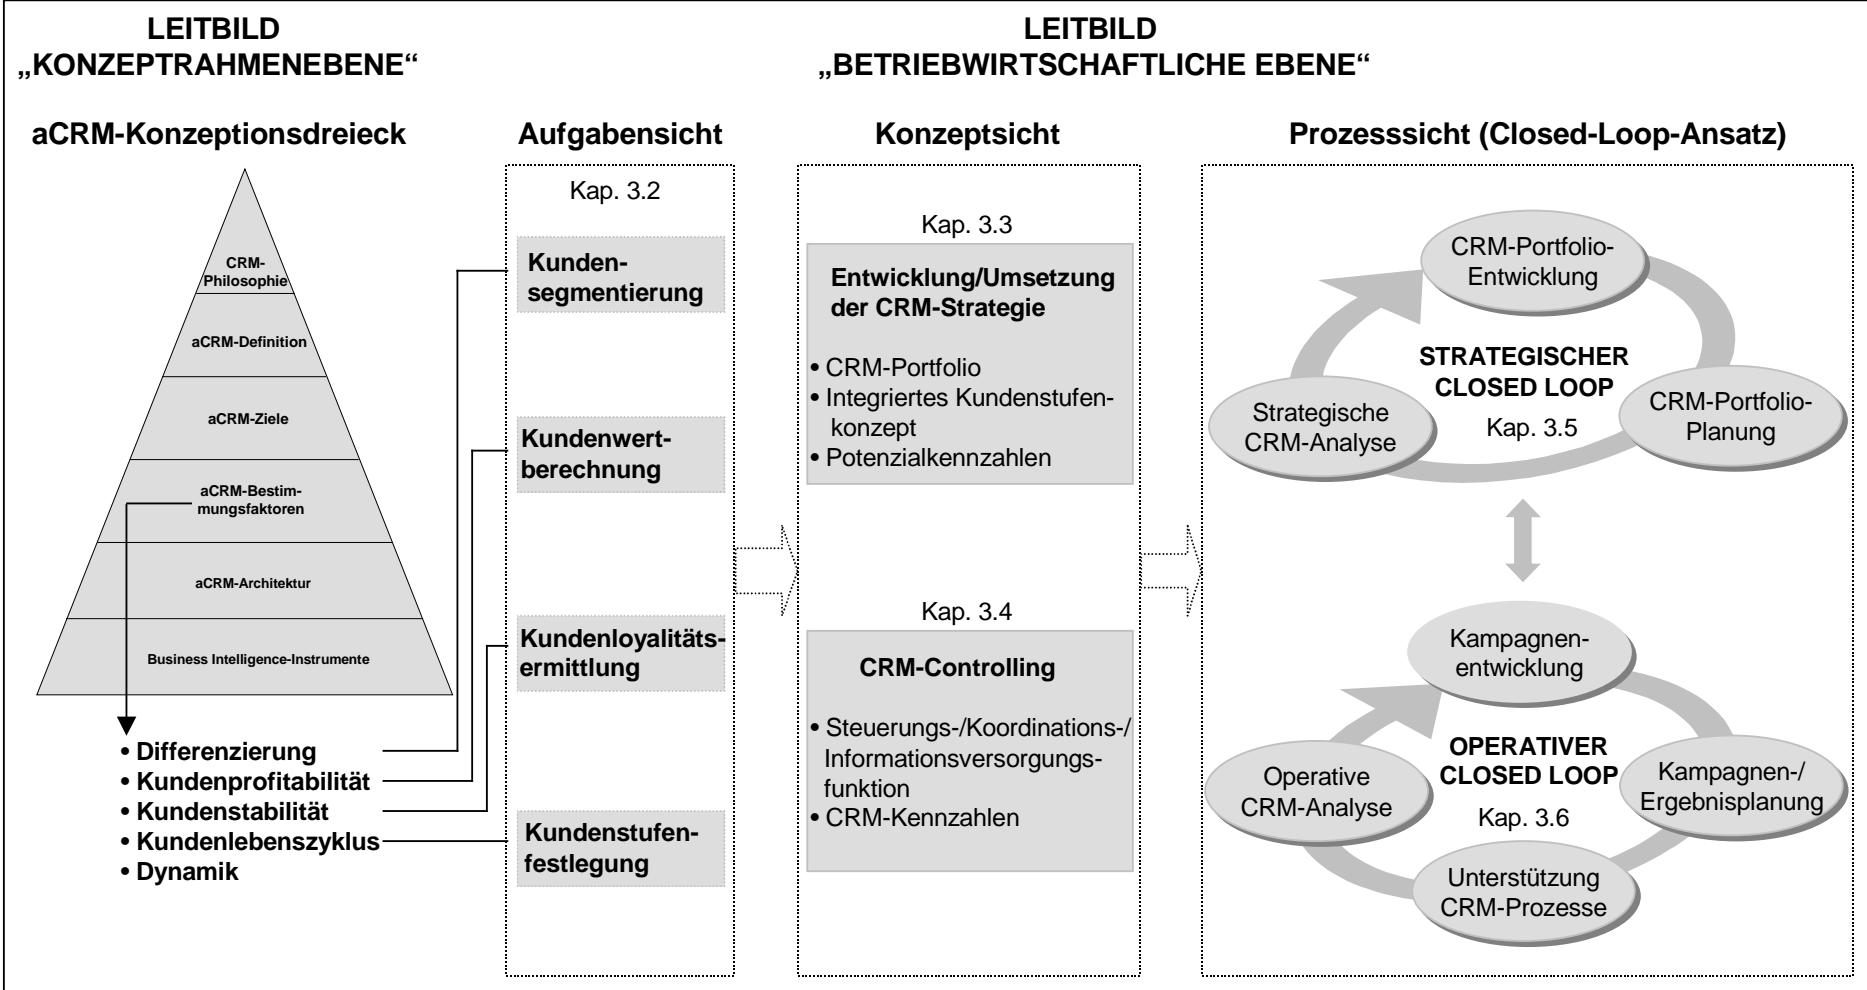 LEITBILD
„KONZEPTRAHMENEBENE“
LEITBILD
„BETRIEBWIRTSCHAFTLICHE EBENE“
aCRM-Konzeptionsdreieck
CRM-
Philosophie
aCRM-Definition
aCRM-Ziele
aCRM-Bestim-
mungsfaktoren
aCRM-Architektur
Business Intelligence-Instrumente
• Differenzierung
• Kundenprofitabilität
• Kundenstabilität
• Kundenlebenszyklus
• Dynamik
Aufgabensicht
Kap. 3.2
Kunden-
segmentierung
Kundenwert-
berechnung
Kundenloyalitäts-
ermittlung
Kundenstufen-
festlegung
Konzeptsicht
Kap. 3.3
Entwicklung/Umsetzung
der CRM-Strategie
• CRM-Portfolio
• Integriertes Kundenstufen-
konzept
• Potenzialkennzahlen
Kap. 3.4
CRM-Controlling
• Steuerungs-/Koordinations-/
Informationsversorgungs-
funktion
• CRM-Kennzahlen
Prozesssicht (Closed-Loop-Ansatz)
CRM-Portfolio-
Entwicklung
STRATEGISCHER
CLOSED LOOP
Kap. 3.5
Strategische
CRM-Analyse
CRM-Portfolio-
Planung
Kampagnen-
entwicklung
OPERATIVER
CLOSED LOOP
Kap. 3.6
Operative
CRM-Analyse
Kampagnen-/
Ergebnisplanung
Unterstützung
CRM-Prozesse